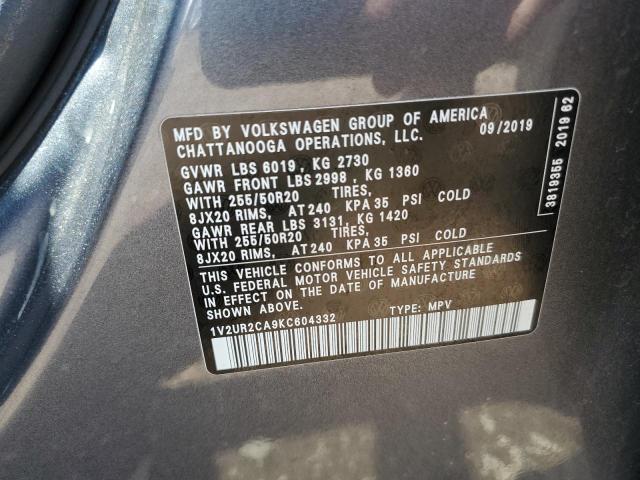 MFD BY VOLKSWAGEN GROUP OF AMERICA
CHATTANOOGA OPERATIONS, LLC. 09/2019
GVWR LBS 6019, KG 2730
GAWR FRONT LBS 2998, KG 1360
WITH 255/50R20 TIRES,
8JX20 RIMS, AT 240 KPA 35 PSI COLD
GAWR REAR LBS 3131, KG 1420
WITH 255/50R20 TIRES,
8JX20 RIMS, AT 240 KPA 35 PSI COLD
THIS VEHICLE CONFORMS TO ALL APPLICABLE
U.S. FEDERAL MOTOR VEHICLE SAFETY STANDARDS
IN EFFECT ON THE DATE OF MANUFACTURE
SHOWN ABOVE.
1V2UR2CA9KC604332 TYPE: MPV
3819355 2019 62